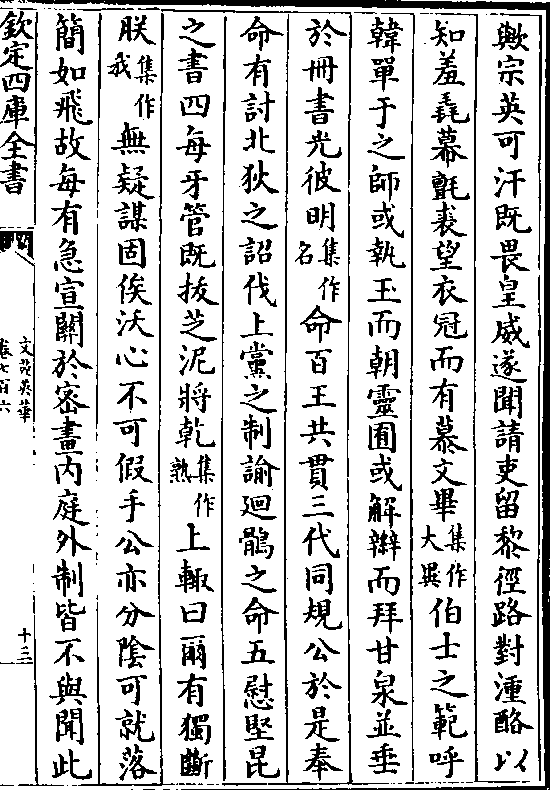 歟宗英可汗既畏皇威遂聞請吏留黎徑路對湩酪以
知羞毳幕氈裘望衣冠而有慕文畢集作大畢伯士之範呼
韓單于之師或執玉而朝靈囿或解辮而拜甘泉並垂
於冊書光彼明集作名命百王共貫三代同規公於是奉
命有討北狄之詔伐上黨之制諭迴鶻之命五慰堅昆
之書四每牙管既拔芝泥將乾集作熟上輙曰爾有獨斷
朕集作我無疑謀固俟沃心不可假手公亦分陰可就落
簡如飛故每有急宣關於密畫內庭外制皆不與聞此
欽定四庫全書
文苑英華
卷七百六
十三